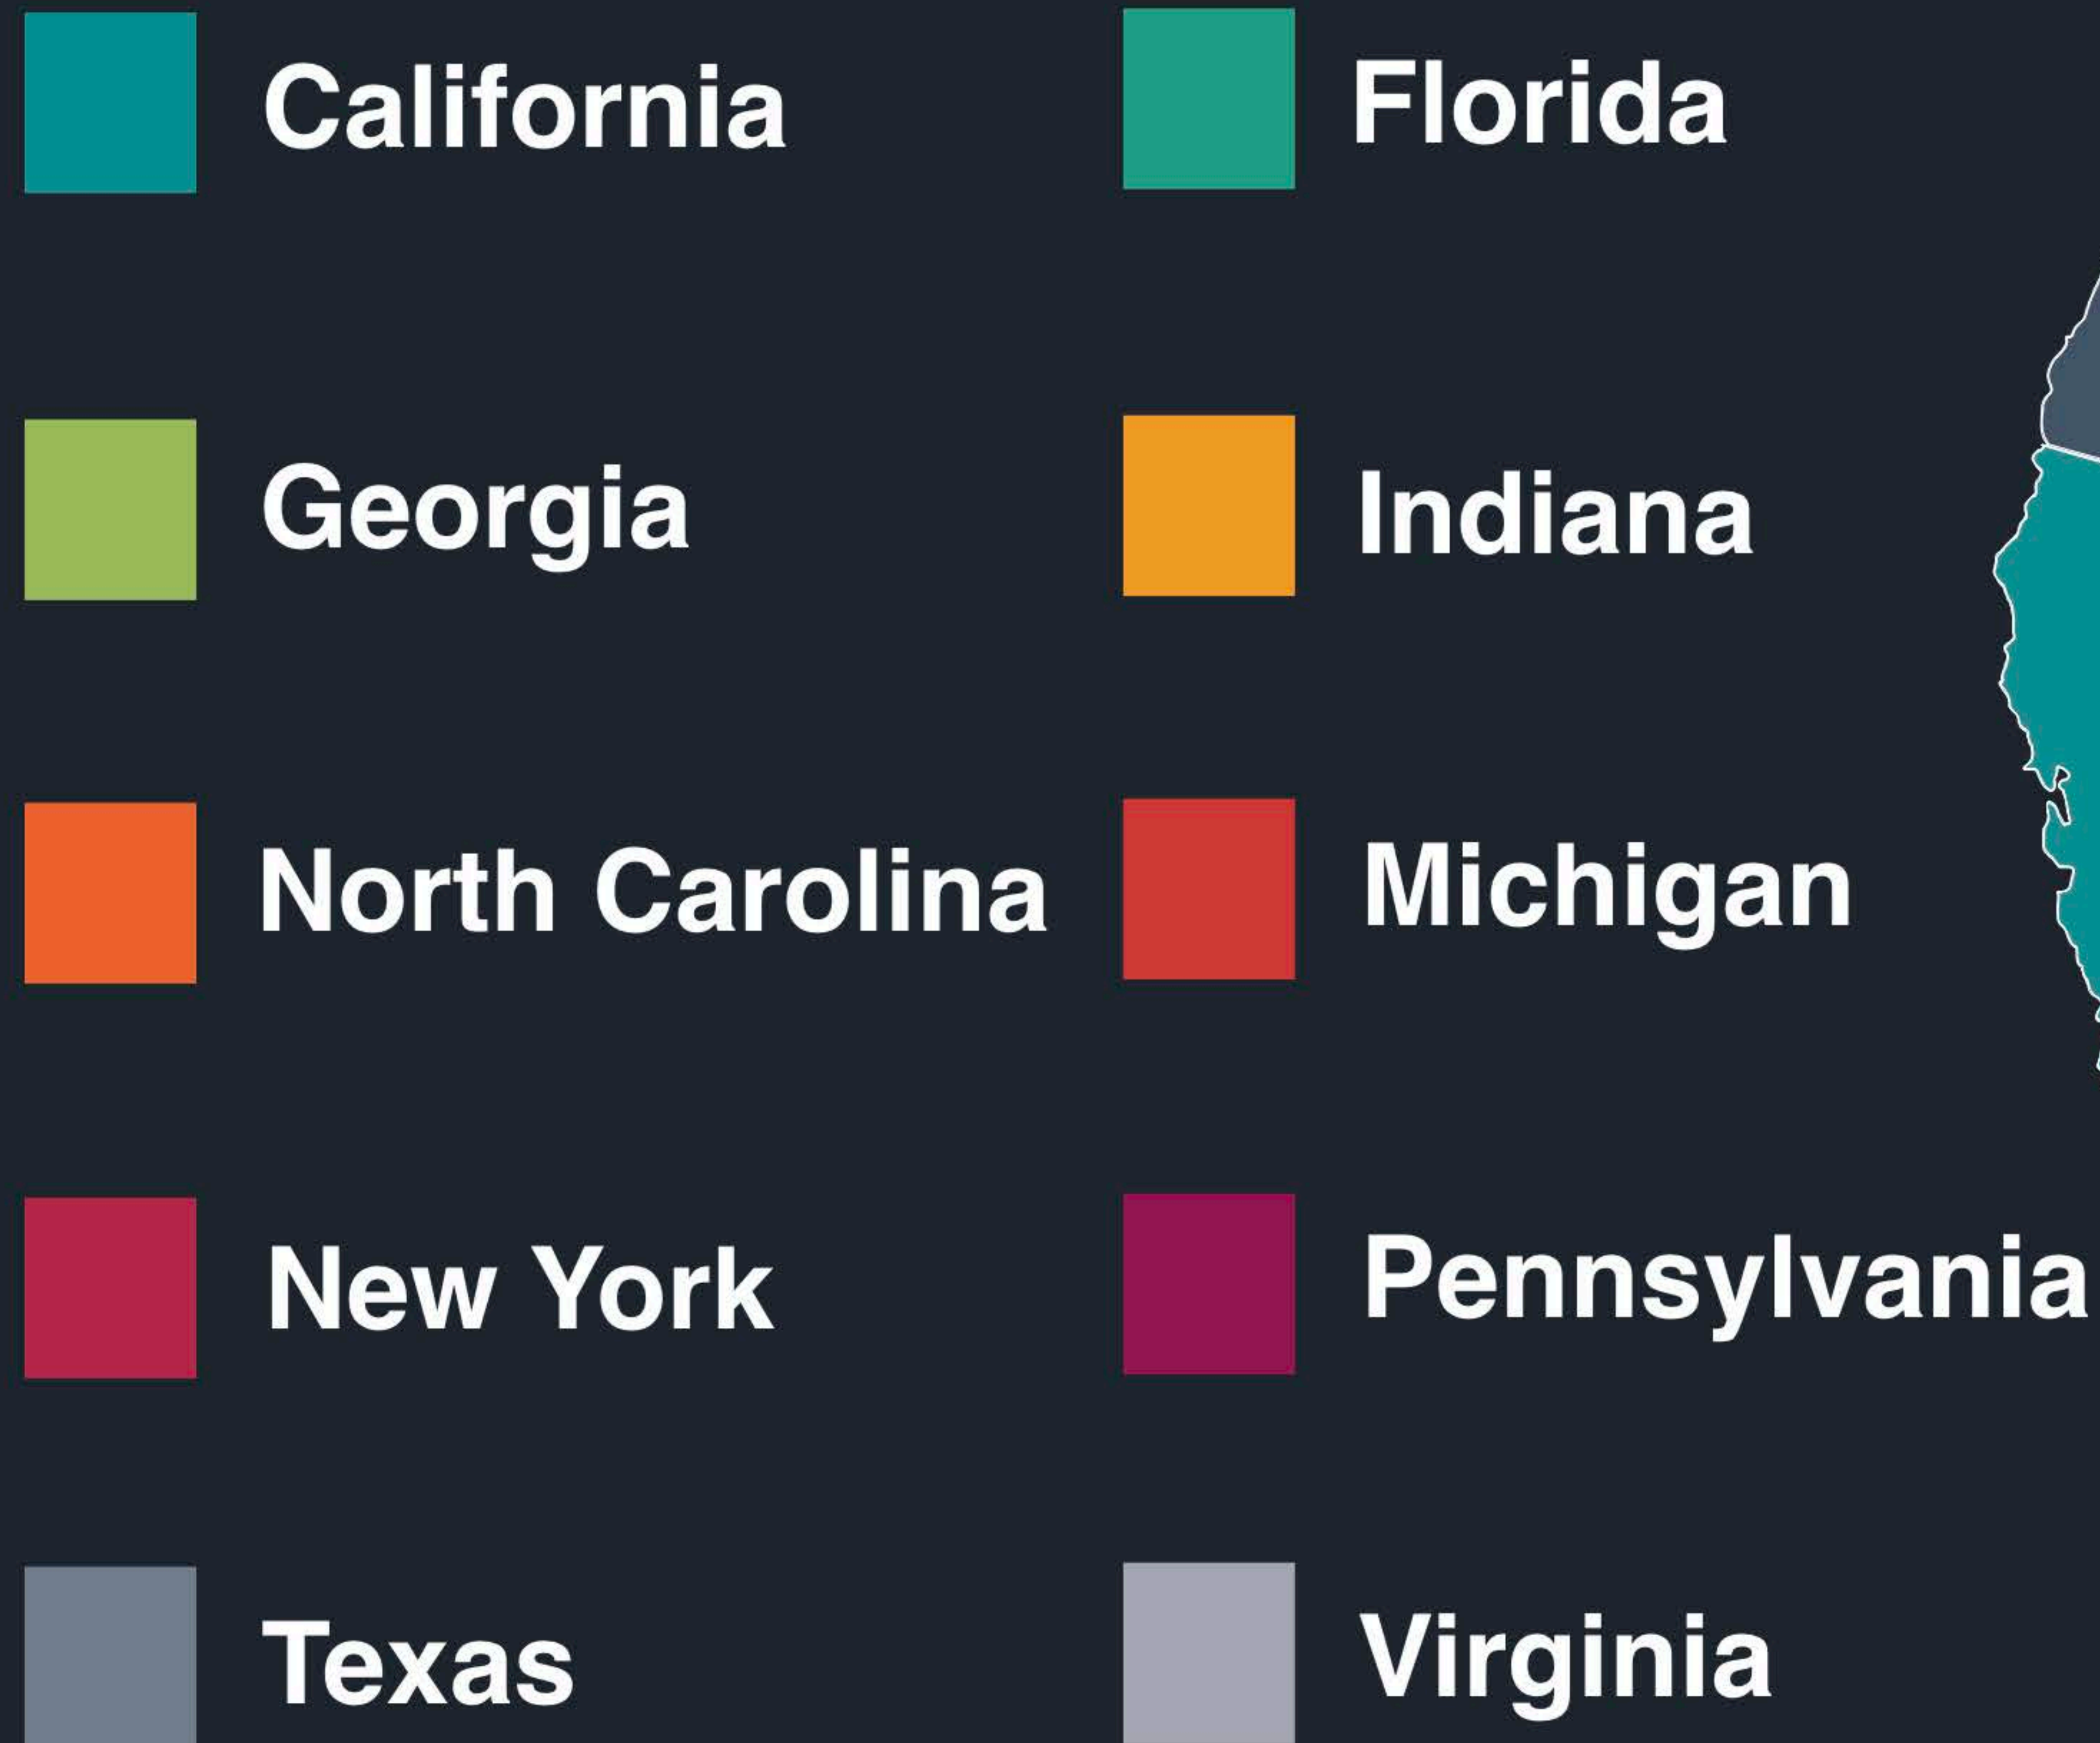 California
Florida
Georgia
Indiana
North Carolina
Michigan
New York
Pennsylvania
Texas
Virginia